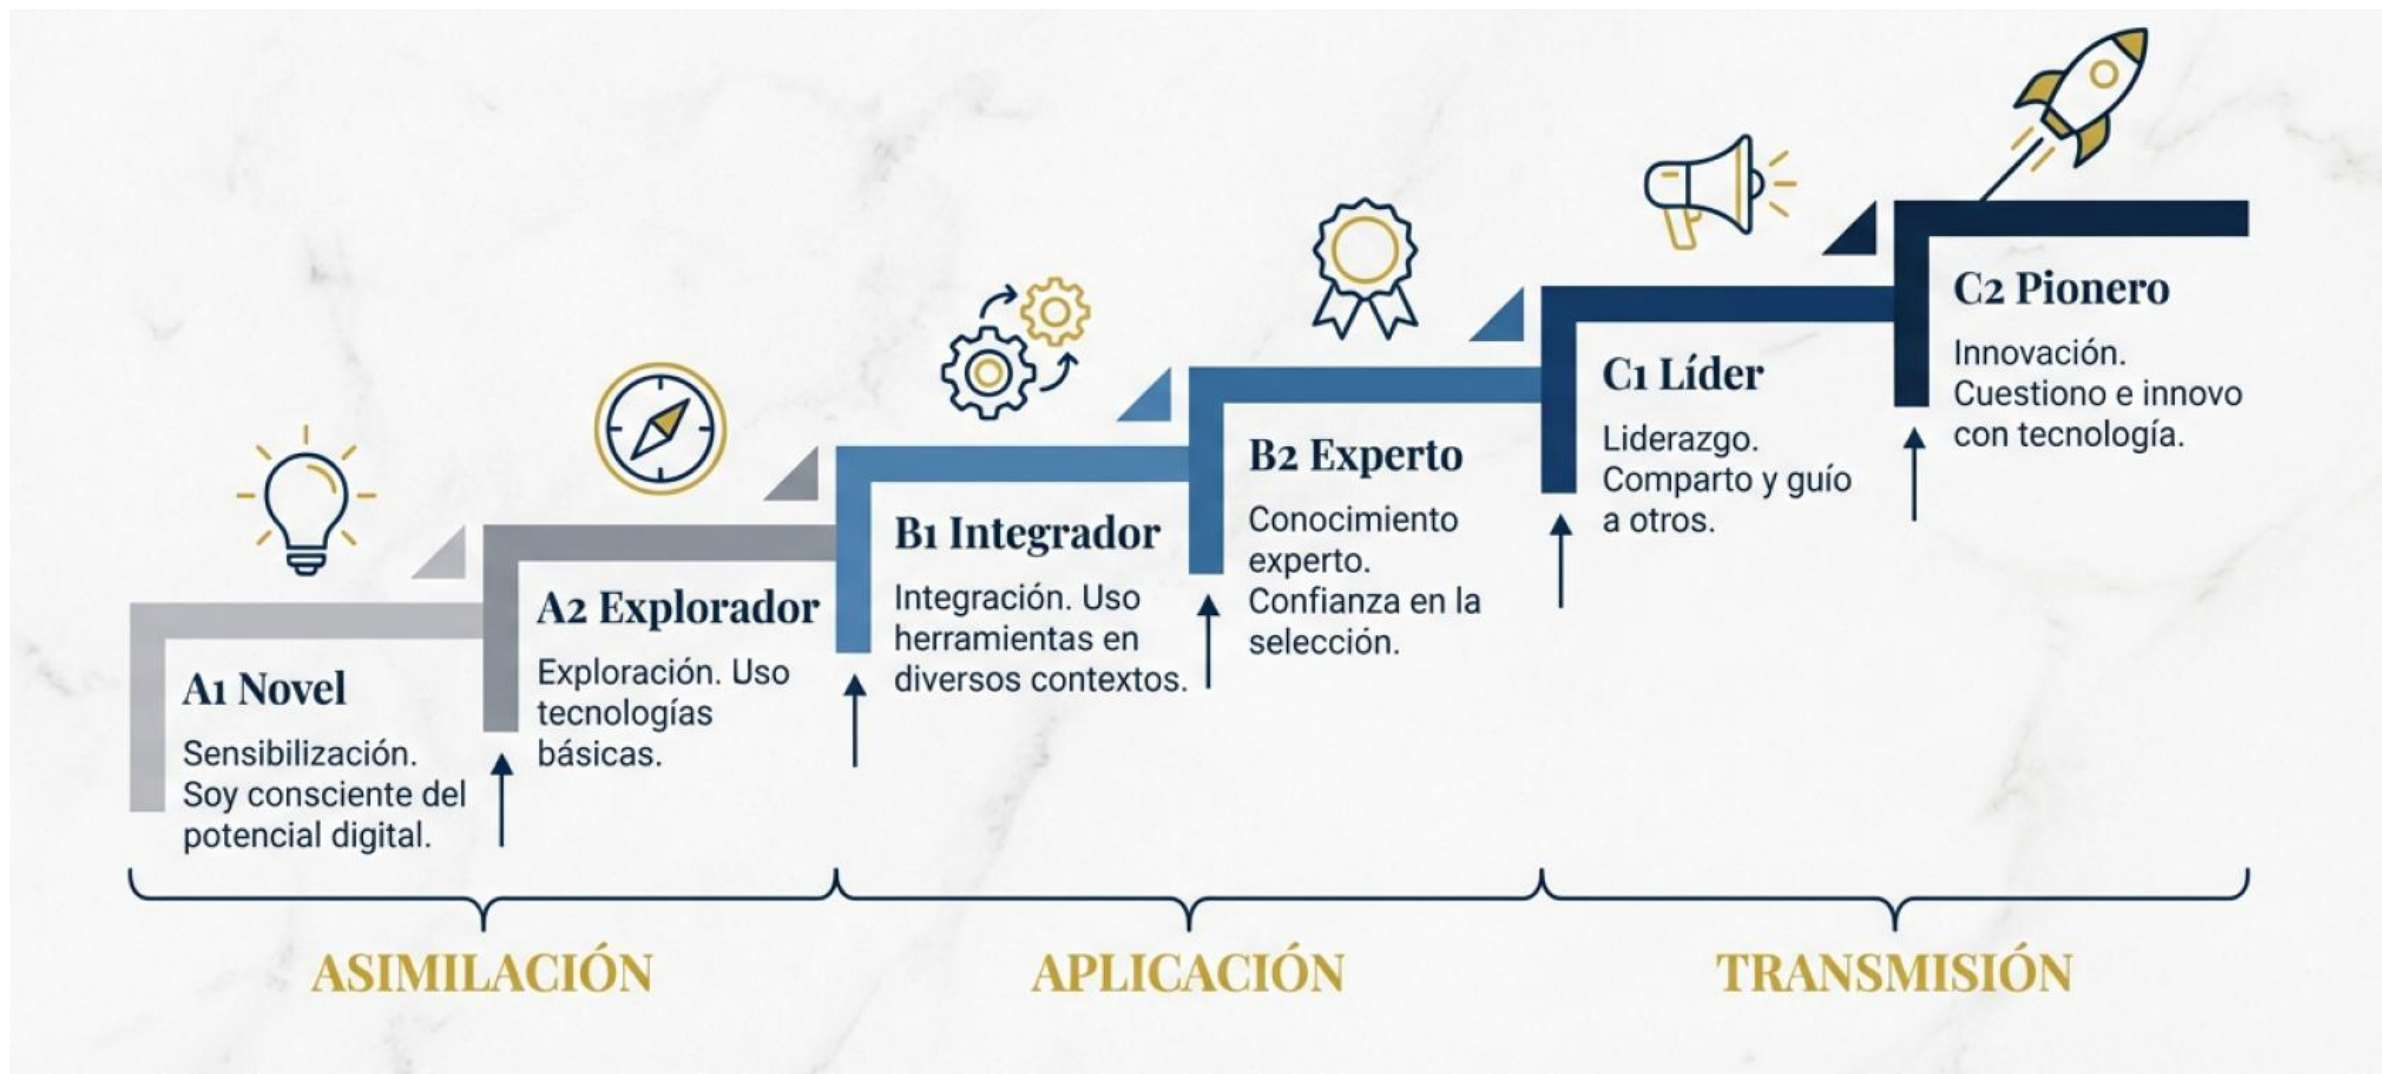 A1 Novel
Sensibilización.
Soy consciente del
potencial digital.
A2 Explorador
Exploración. Uso
tecnologías
básicas.
B1 Integrador
Integración. Uso
herramientas en
diversos contextos.
B2 Experto
Conocimiento
experto.
Confianza en la
selección.
C1 Líder
Liderazgo.
Comparto y guío
a otros.
C2 Pionero
Innovación.
Cuestiono e innovo
con tecnología.
ASIMILACIÓN
APLICACIÓN
TRANSMISIÓN